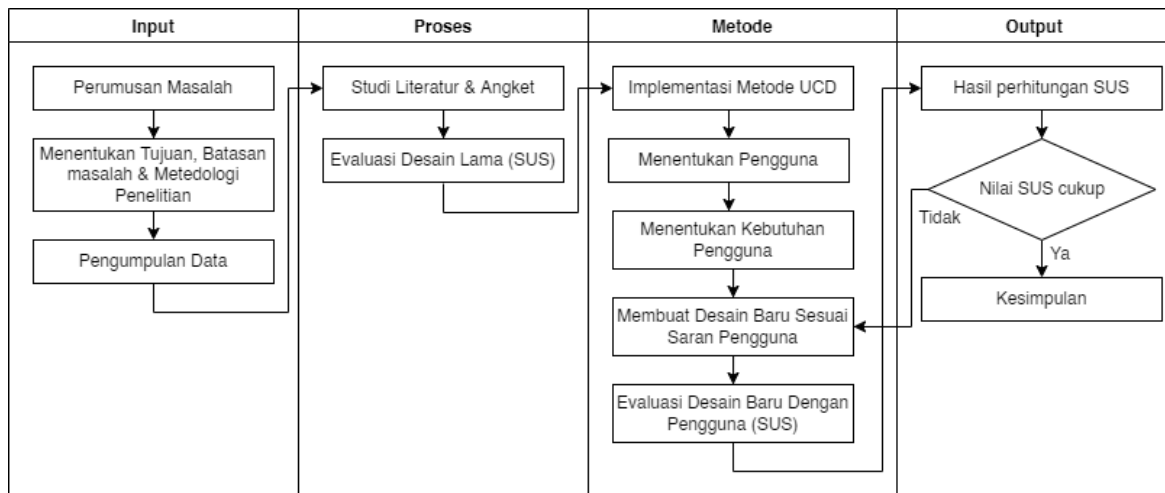 Input
Proses
Metode
Output
Perumusan Masalah
Menentukan Tujuan, Batasan
masalah & Metedologi
Penelitian
Pengumpulan Data
Studi Literatur & Angket
Evaluasi Desain Lama (SUS)
Implementasi Metode UCD
Menentukan Pengguna
Menentukan Kebutuhan
Pengguna
Membuat Desain Baru Sesuai
Saran Pengguna
Evaluasi Desain Baru Dengan
Pengguna (SUS)
Hasil perhitungan SUS
Nilai SUS cukup
Tidak
Ya
Kesimpulan